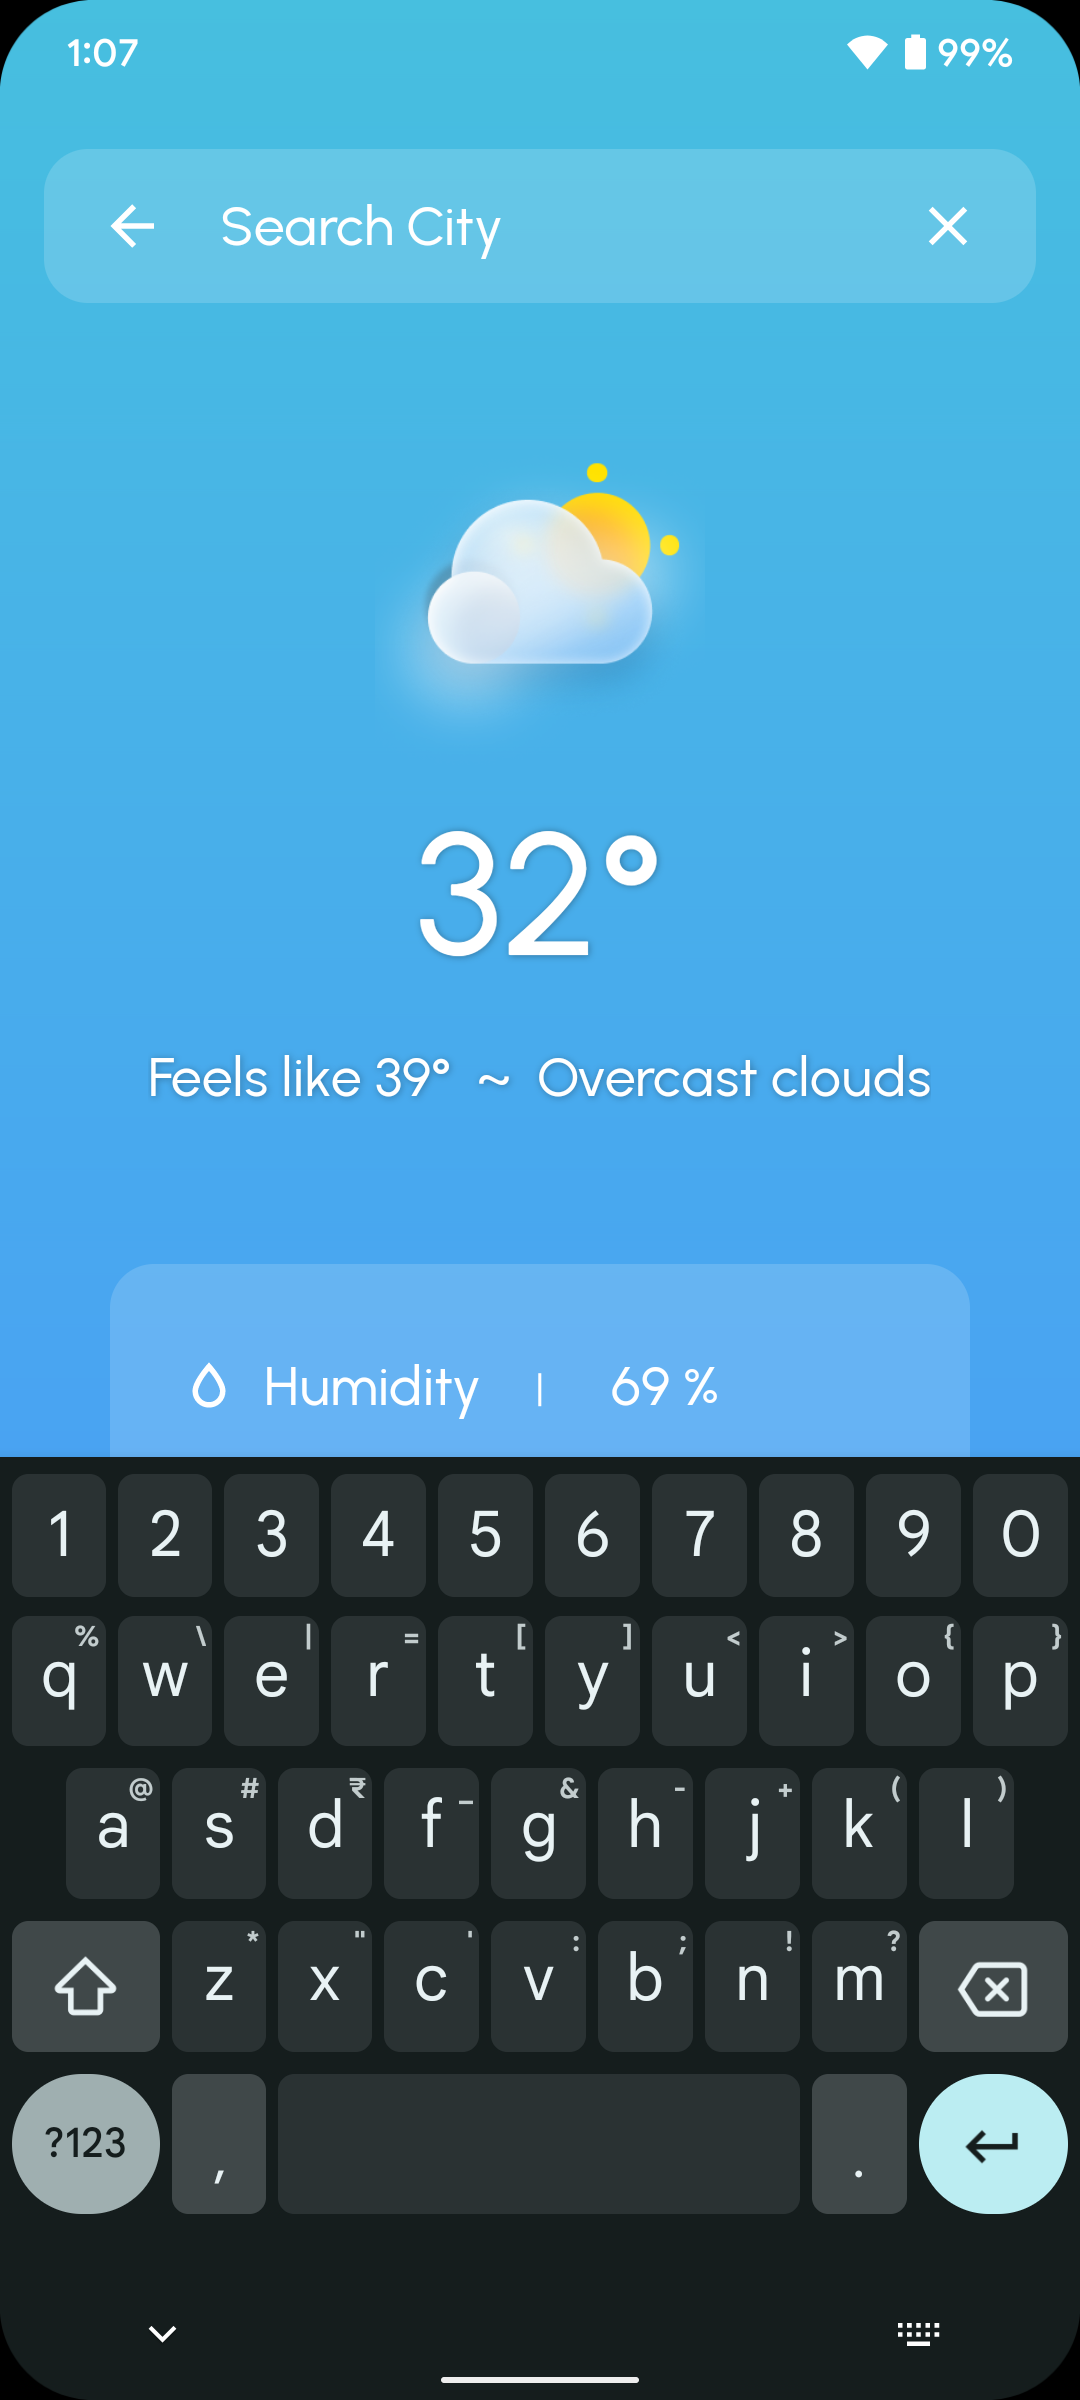 1:07 99%
Search City
32°
Feels like 39° ~ Overcast clouds
Humidity | 69 %
1 2 3 4 5 6 7 8 9 0
% \ | = [ ] < > { }
q w e r t y u i o p
@ # ₹ _ & - + ( )
a s d f g h j k l
* " ' : ; ! ?
z x c v b n m
?123 , .